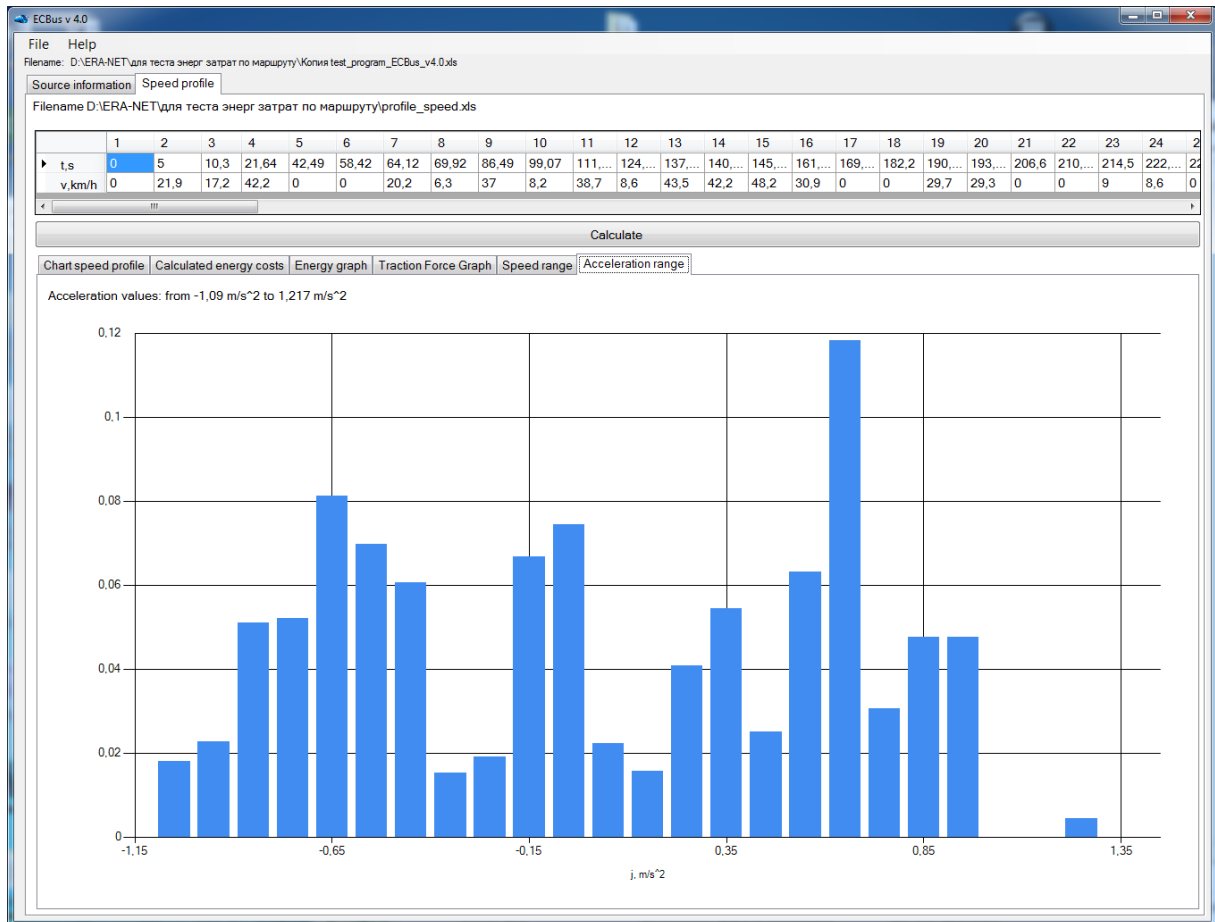 ECBus v 4.0
File Help
Filename: D:\ERA-NET\для теста энерг затрат по маршруту\Копия test_program_ECBus_v4.0.xls
Source information Speed profile
Filename D:\ERA-NET\для теста энерг затрат по маршруту\profile_speed.xls
1 2 3 4 5 6 7 8 9 10 11 12 13 14 15 16 17 18 19 20 21 22 23 24 2
t,s 0 5 10,3 21,64 42,49 58,42 64,12 69,92 86,49 99,07 111,... 124,... 137,... 140,... 145,... 161,... 169,... 182,2 190,... 193,... 206,6 210,... 214,5 222,... 22
v,km/h 0 21,9 17,2 42,2 0 0 20,2 6,3 37 8,2 38,7 8,6 43,5 42,2 48,2 30,9 0 0 29,7 29,3 0 0 9 8,6 0
Calculate
Chart speed profile Calculated energy costs Energy graph Traction Force Graph Speed range Acceleration range
Acceleration values: from -1,09 m/s^2 to 1,217 m/s^2
0,12
0,1
0,08
0,06
0,04
0,02
0
-1,15 -0,65 -0,15 0,35 0,85 1,35
j, m/s^2